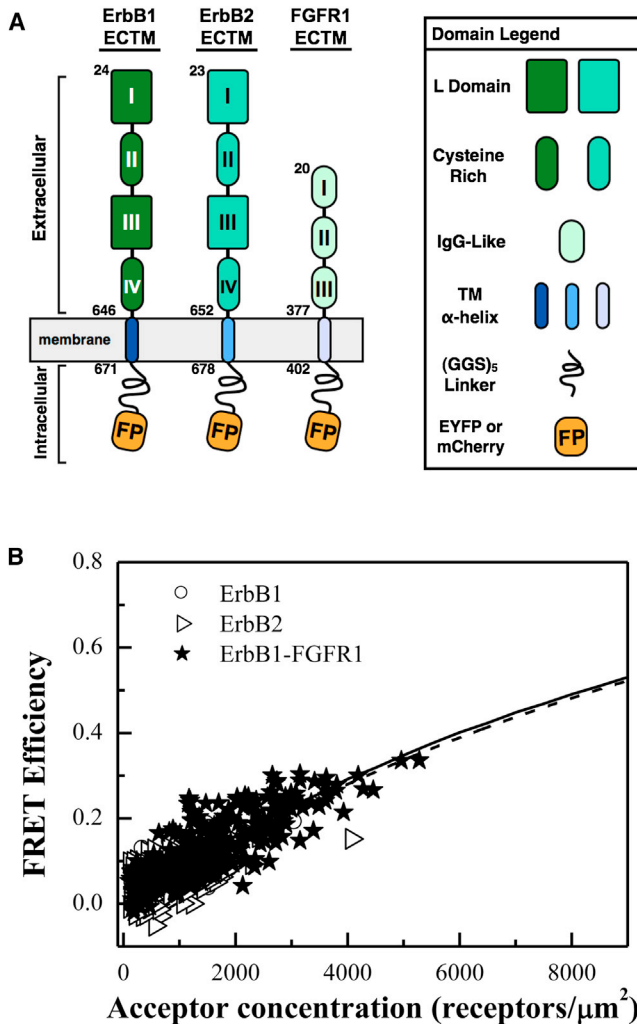 A
ErbB1 ECTM
ErbB2 ECTM
FGFR1 ECTM
Domain Legend
24
23
20
I
I
I
II
II
II
III
III
III
IV
IV
646
652
377
671
678
402
Extracellular
membrane
Intracellular
FP
FP
FP
L Domain
Cysteine
Rich
IgG-Like
TM
α-helix
(GGS)₅
Linker
EYFP or
mCherry
FP
B
0.8
0.6
0.4
0.2
0.0
FRET Efficiency
ErbB1
ErbB2
ErbB1-FGFR1
0 2000 4000 6000 8000
Acceptor concentration (receptors/μm²)